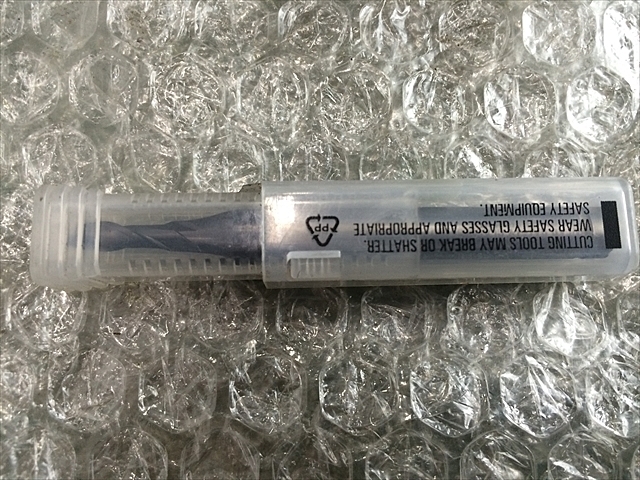 CUTTING TOOLS MAY BREAK OR SHATTER.
WEAR SAFETY GLASSES AND APPROPRIATE
SAFETY EQUIPMENT.
PP